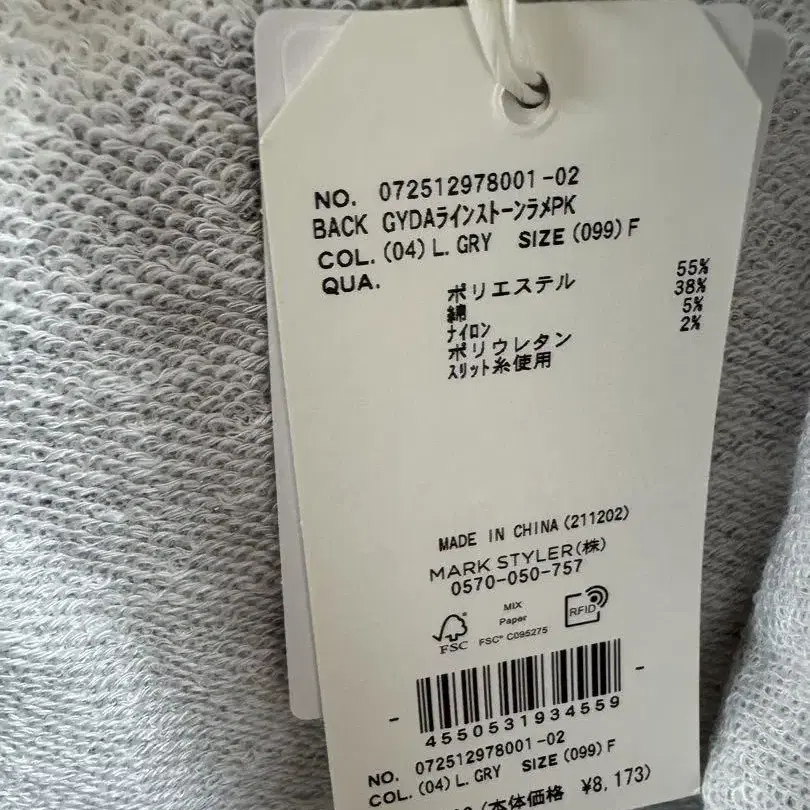 NO. 072512978001-02
BACK GYDAラインストーンラメPK
COL.(04)L.GRY SIZE(099)F
QUA.
ポリエステル 55%
綿 38%
ナイロン 5%
ポリウレタン 2%
スリット糸使用
MADE IN CHINA(211202)
MARK STYLER(株)
0570-050-757
FSC
MIX
Paper
FSC® C095275
RFID
4550531934559
NO. 072512978001-02
COL.(04)L.GRY SIZE(099)F
(本体価格 ¥8,173)